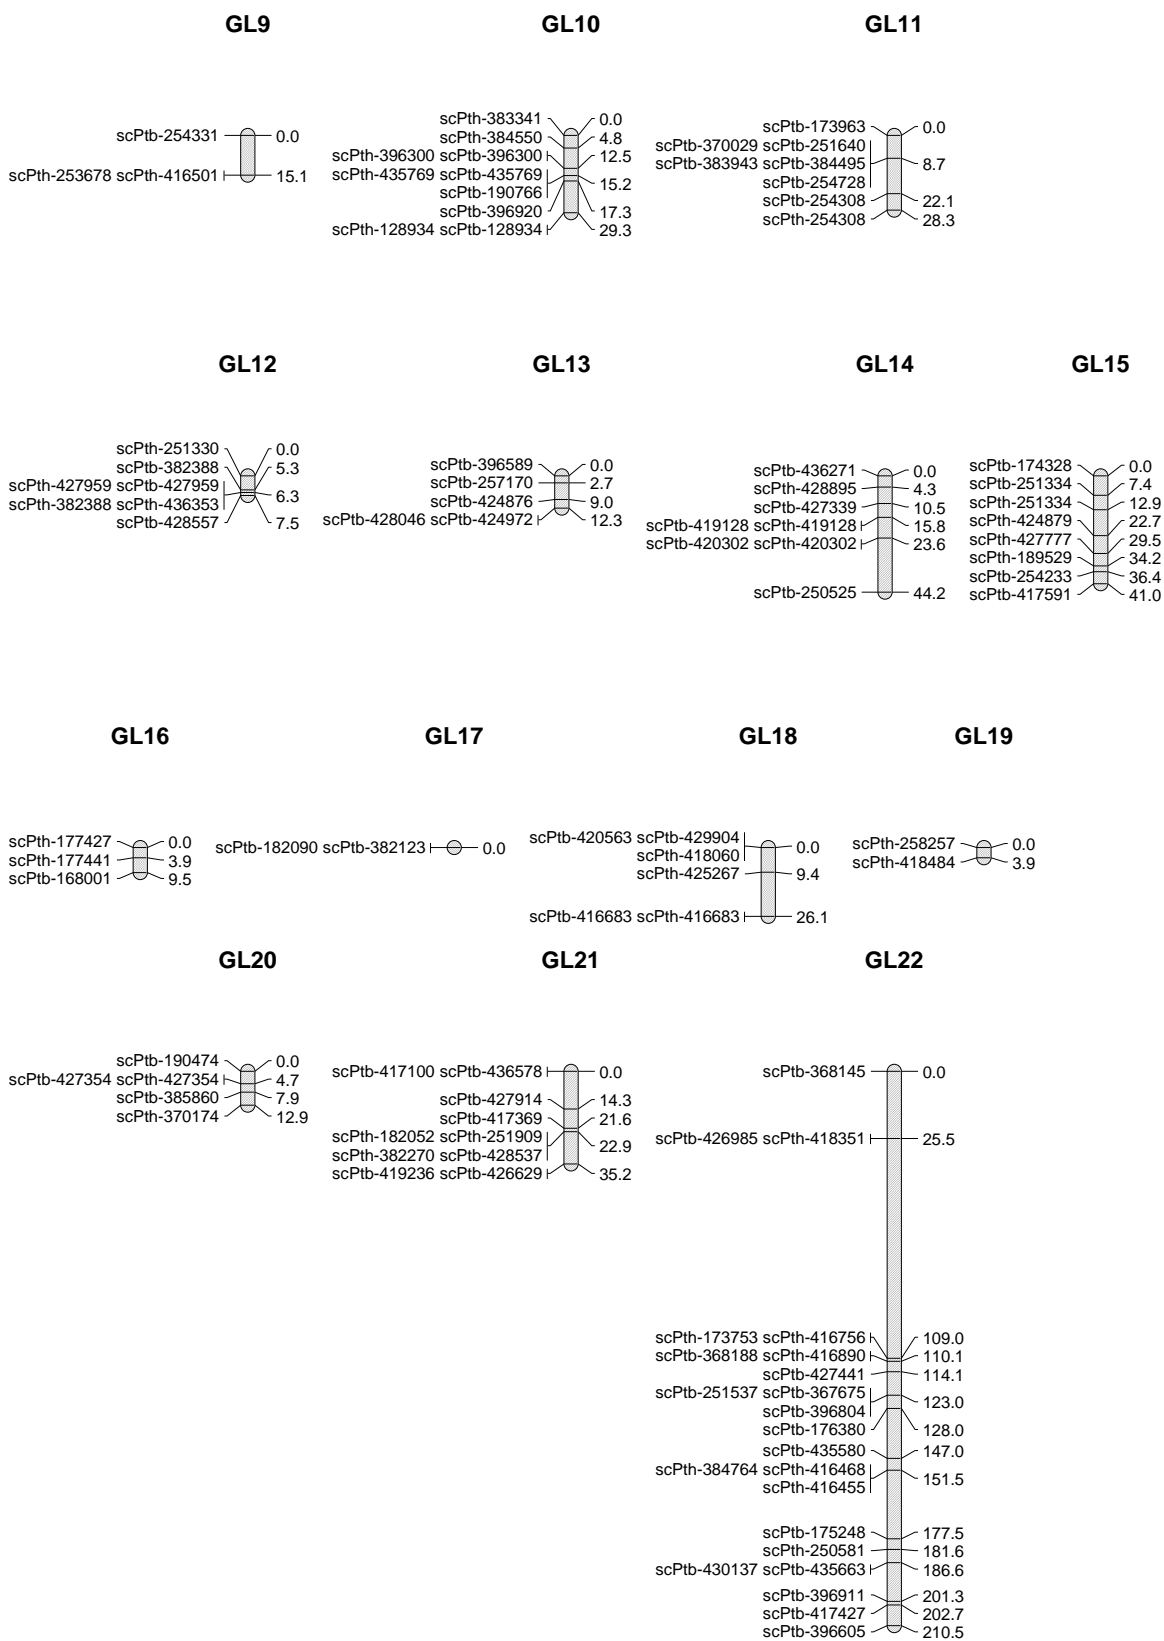 GL9 GL10 GL11
scPtb-254331 0.0
scPth-253678 scPth-416501 15.1
scPth-383341 0.0
scPth-384550 4.8
scPth-396300 scPtb-396300 12.5
scPth-435769 scPtb-435769 15.2
scPtb-190766
scPtb-396920 17.3
scPth-128934 scPtb-128934 29.3
scPtb-173963 0.0
scPtb-370029 scPtb-251640
scPtb-383943 scPtb-384495 8.7
scPtb-254728
scPtb-254308 22.1
scPth-254308 28.3
GL12 GL13 GL14 GL15
scPth-251330 0.0
scPtb-382388 5.3
scPth-427959 scPtb-427959 6.3
scPth-382388 scPth-436353
scPtb-428557 7.5
scPtb-396589 0.0
scPtb-257170 2.7
scPtb-424876 9.0
scPtb-428046 scPtb-424972 12.3
scPtb-436271 0.0
scPth-428895 4.3
scPtb-427339 10.5
scPtb-419128 scPth-419128 15.8
scPtb-420302 scPth-420302 23.6
scPtb-250525 44.2
scPtb-174328 0.0
scPtb-251334 7.4
scPth-251334 12.9
scPth-424879 22.7
scPth-427777 29.5
scPth-189529 34.2
scPtb-254233 36.4
scPtb-417591 41.0
GL16 GL17 GL18 GL19
scPth-177427 0.0
scPth-177441 3.9
scPtb-168001 9.5
scPtb-182090 scPtb-382123 0.0
scPtb-420563 scPtb-429904 0.0
scPth-418060
scPth-425267 9.4
scPtb-416683 scPth-416683 26.1
scPth-258257 0.0
scPth-418484 3.9
GL20 GL21 GL22
scPtb-190474 0.0
scPtb-427354 scPth-427354 4.7
scPtb-385860 7.9
scPth-370174 12.9
scPtb-417100 scPtb-436578 0.0
scPtb-427914 14.3
scPtb-417369 21.6
scPth-182052 scPth-251909 22.9
scPth-382270 scPtb-428537
scPtb-419236 scPtb-426629 35.2
scPtb-368145 0.0
scPtb-426985 scPth-418351 25.5
scPth-173753 scPth-416756 109.0
scPtb-368188 scPth-416890 110.1
scPtb-427441 114.1
scPtb-251537 scPtb-367675 123.0
scPtb-396804
scPtb-176380 128.0
scPtb-435580 147.0
scPth-384764 scPth-416468 151.5
scPth-416455
scPtb-175248 177.5
scPth-250581 181.6
scPtb-430137 scPtb-435663 186.6
scPtb-396911 201.3
scPtb-417427 202.7
scPtb-396605 210.5